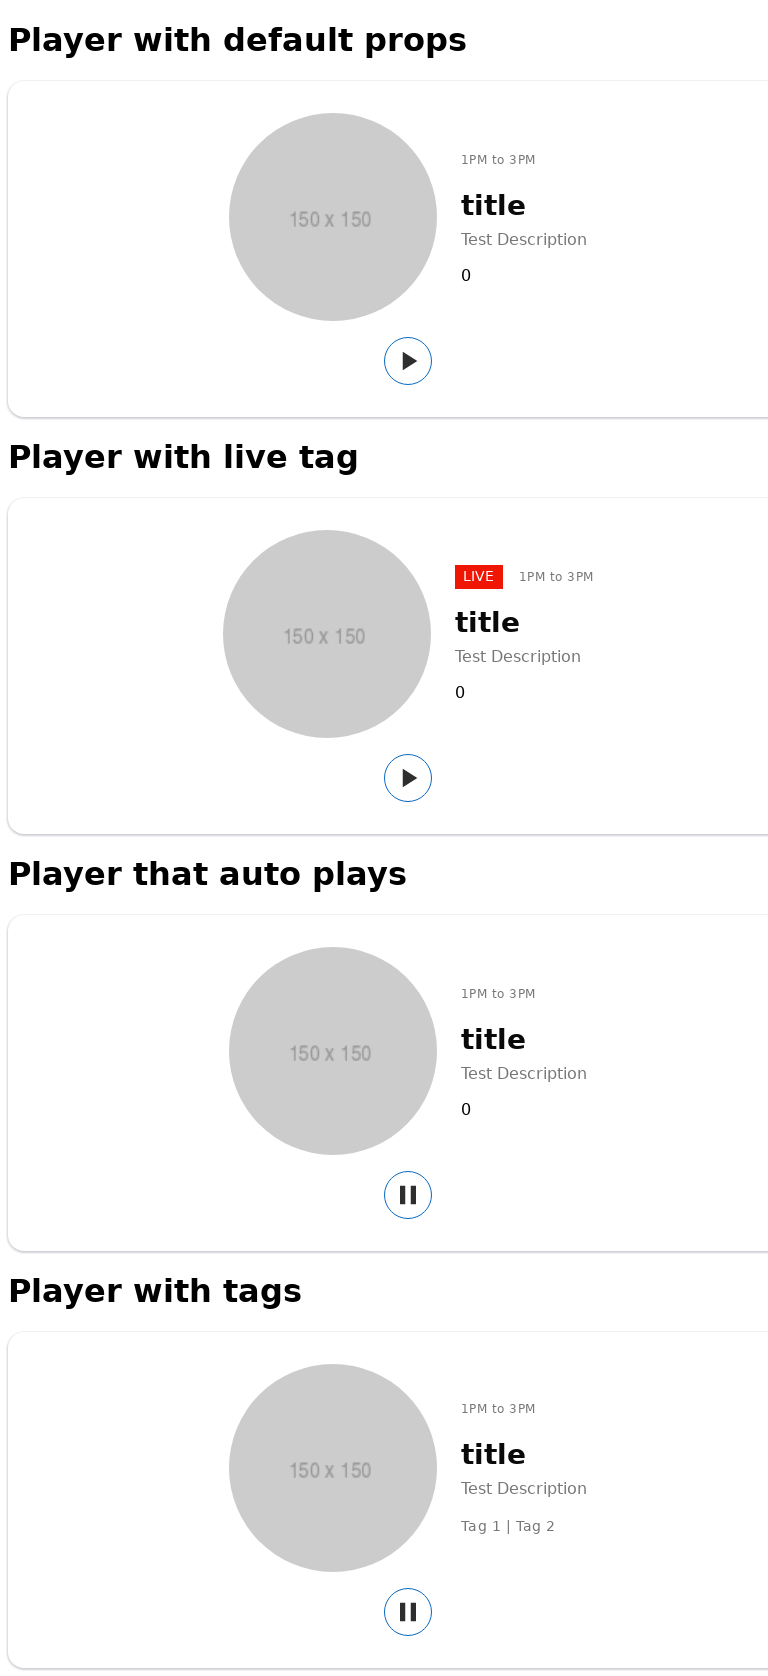 Player with default props
150 x 150
1PM to 3PM
title
Test Description
0
Player with live tag
150 x 150
LIVE 1PM to 3PM
title
Test Description
0
Player that auto plays
150 x 150
1PM to 3PM
title
Test Description
0
Player with tags
150 x 150
1PM to 3PM
title
Test Description
Tag 1 | Tag 2